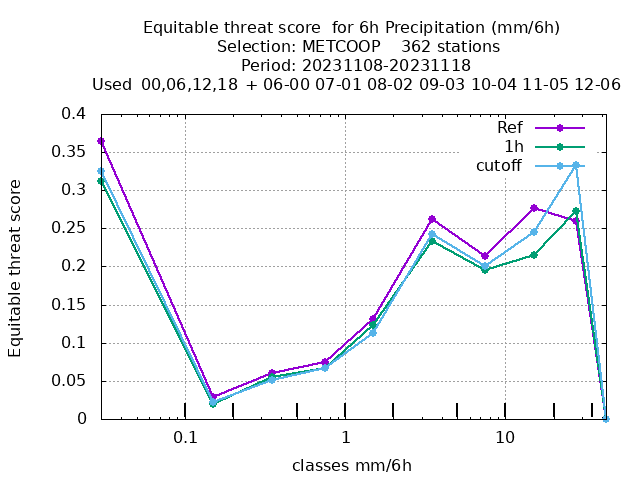 Equitable threat score  for 6h Precipitation (mm/6h)
Selection: METCOOP    362 stations
Period: 20231108-20231118
Used  00,06,12,18  + 06-00 07-01 08-02 09-03 10-04 11-05 12-06
Equitable threat score
0.4
0.35
0.3
0.25
0.2
0.15
0.1
0.05
0
Ref
1h
cutoff
0.1
1
10
classes mm/6h